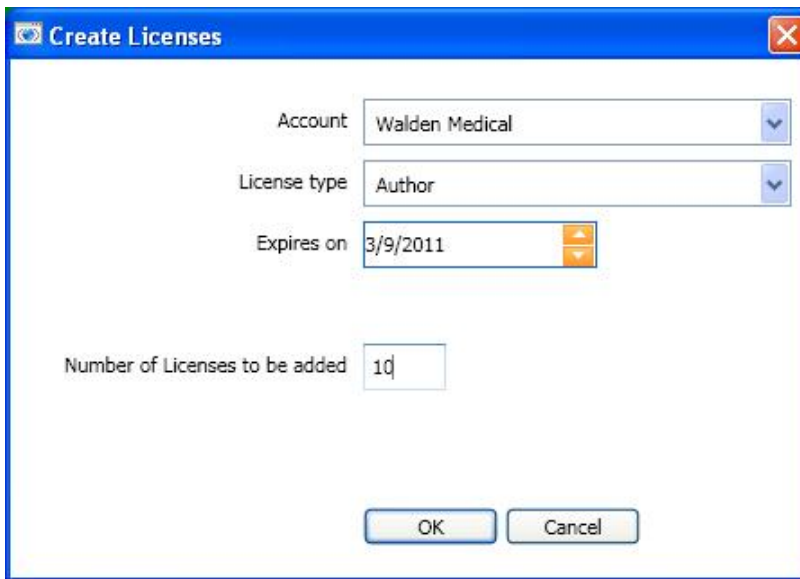 Create Licenses
Account Walden Medical
License type Author
Expires on 3/9/2011
Number of Licenses to be added 10
OK Cancel